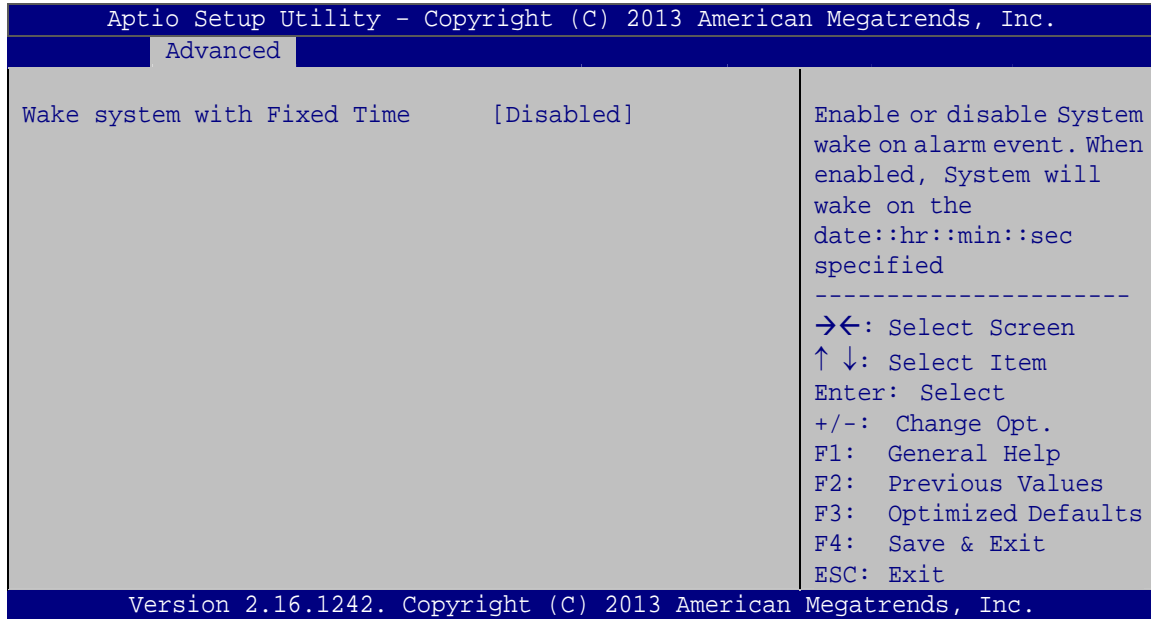 Aptio Setup Utility – Copyright (C) 2013 American Megatrends, Inc.
Advanced
Wake system with Fixed Time [Disabled]
Enable or disable System
wake on alarm event. When
enabled, System will
wake on the
date::hr::min::sec
specified
----------------------
→←: Select Screen
↑ ↓: Select Item
Enter: Select
+/-: Change Opt.
F1: General Help
F2: Previous Values
F3: Optimized Defaults
F4: Save & Exit
ESC: Exit
Version 2.16.1242. Copyright (C) 2013 American Megatrends, Inc.